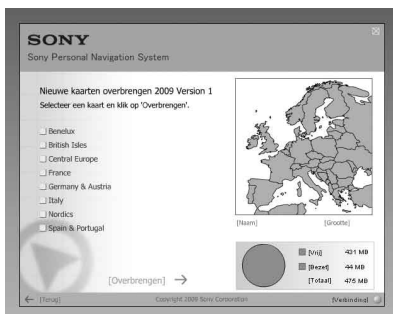 SONY
Sony Personal Navigation System
Nieuwe kaarten overbrengen 2009 Version 1
Selecteer een kaart en klik op 'Overbrengen'.
Benelux
British Isles
Central Europe
France
Germany & Austria
Italy
Nordics
Spain & Portugal
[Naam] [Grootte]
[Vrij] 431 MB
[Bezet] 44 MB
[Totaal] 475 MB
[Overbrengen]
[Terug] Copyright 2009 Sony Corporation [Verbinding]